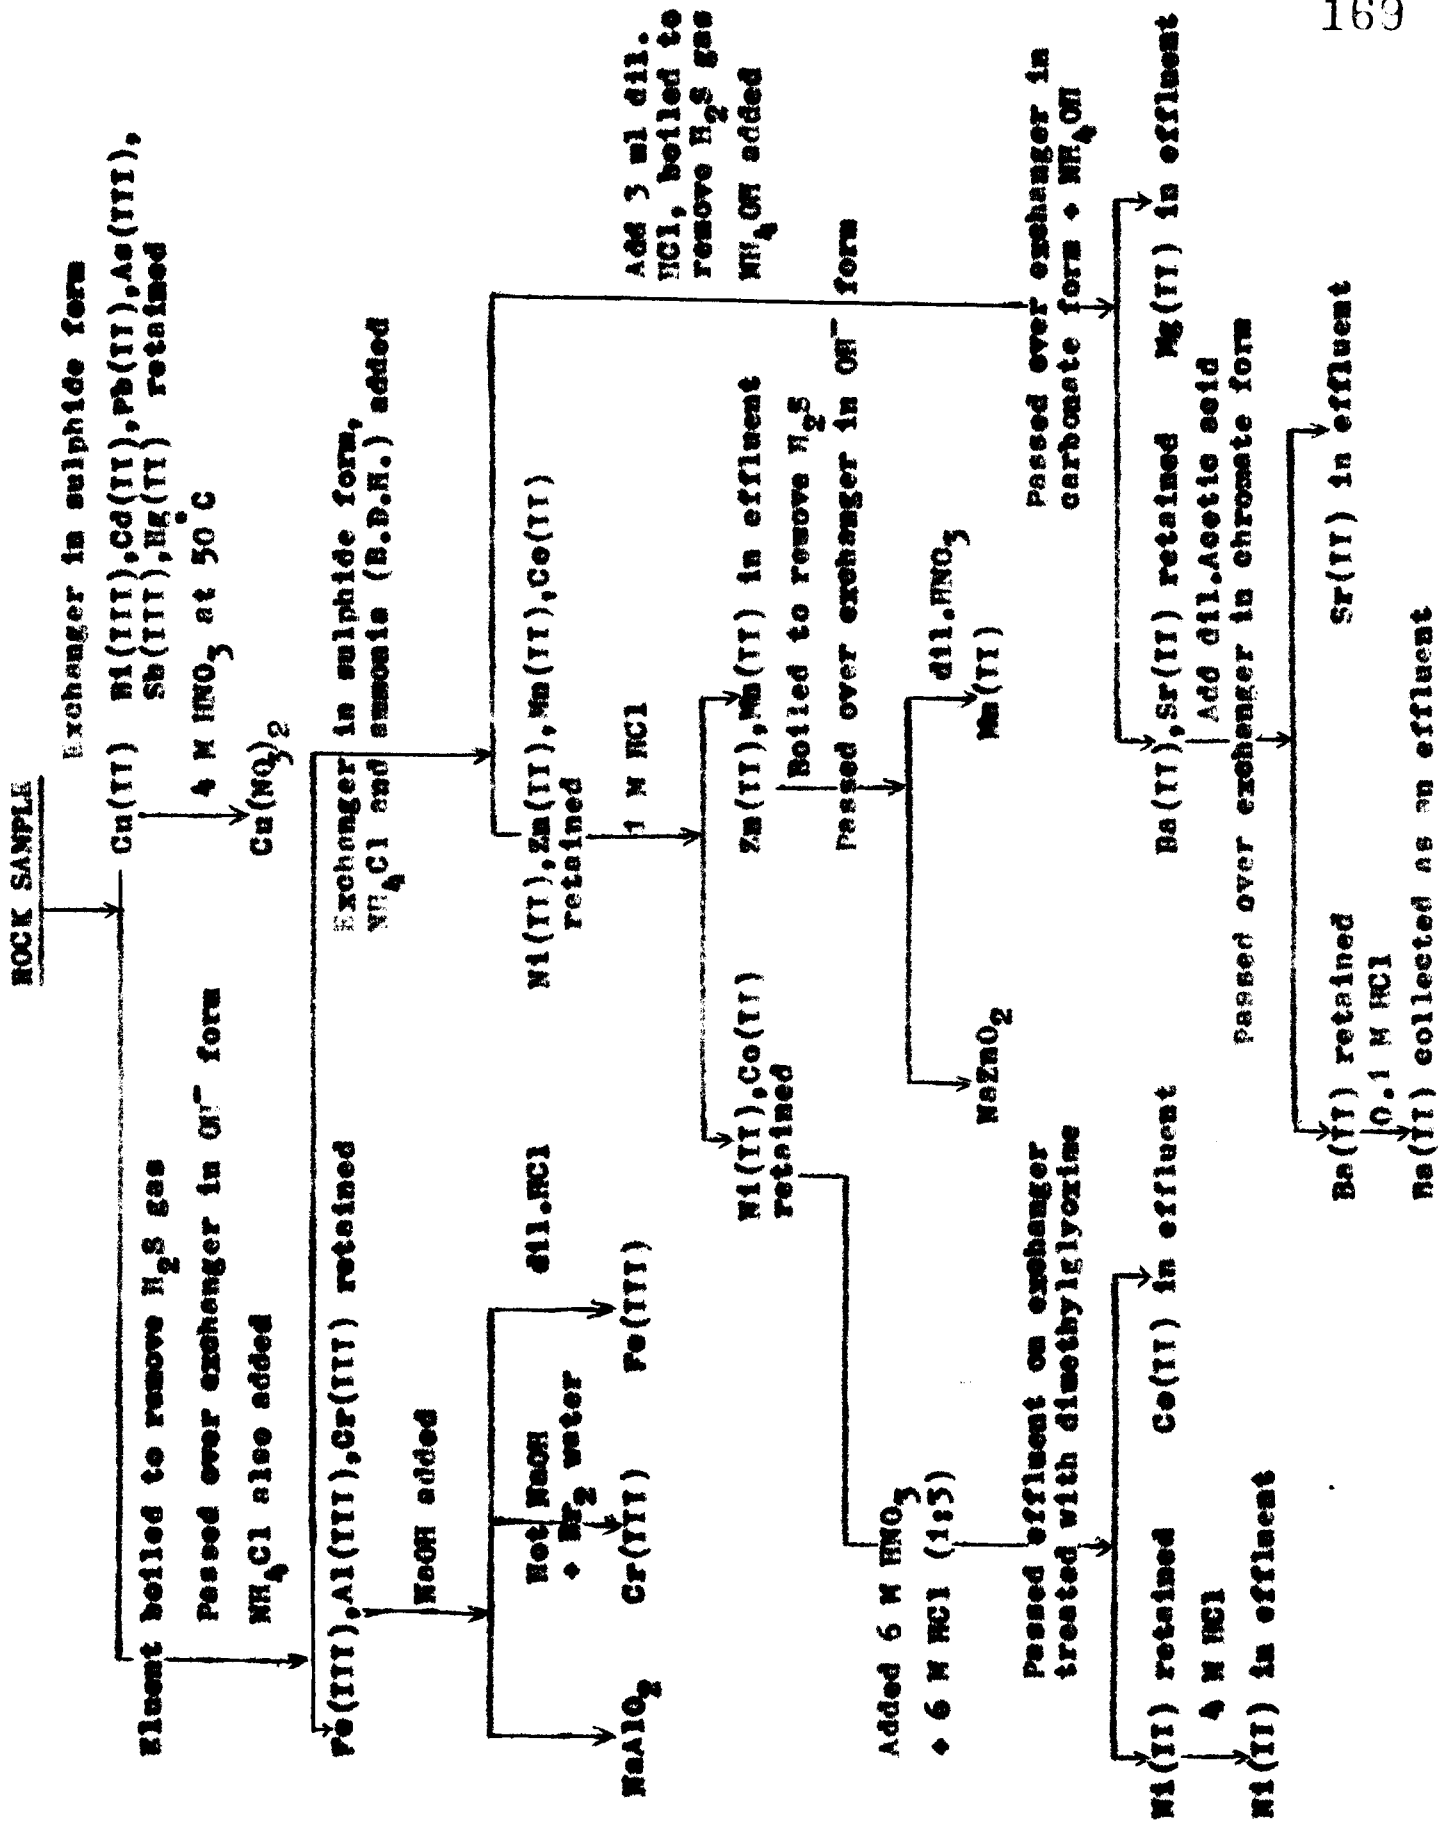 169
ROCK SAMPLE
Exchanger in sulphide form
Cu(II) Bi(III),Cd(II),Pb(II),As(III),
Sb(III),Hg(II) retained
4 M HNO3 at 50°C
Cu(NO3)2
Eluent boiled to remove H2S gas
Passed over exchanger in OH- form
NH4Cl also added
Exchanger in sulphide form,
NH4Cl and ammonia (B.D.H.) added
Fe(III),Al(III),Cr(III) retained
NaOH added
Hot NaOH
+ Br2 water
dil.HCl
NaAlO2 Cr(III) Fe(III)
Ni(II),Zn(II),Mn(II),Co(II)
retained
1 M HCl
Add 3 ml dil.
HCl, boiled to
remove H2S gas
NH4OH added
Ni(II),Co(II)
retained
Zn(II),Mn(II) in effluent
Boiled to remove H2S
Passed over exchanger in OH- form
dil.HNO3
NaZnO2
Mn(II)
Added 6 M HNO3
+ 6 M HCl (1:3)
Passed effluent on exchanger
treated with dimethylglyoxime
Ni(II) retained Co(II) in effluent
4 M HCl
Ni(II) in effluent
Passed over exchanger in
carbonate form + NH4OH
Ba(II),Sr(II) retained Mg(II) in effluent
Add dil.Acetic acid
Passed over exchanger in chromate form
Ba(II) retained Sr(II) in effluent
0.1 M HCl
Ba(II) collected as an effluent